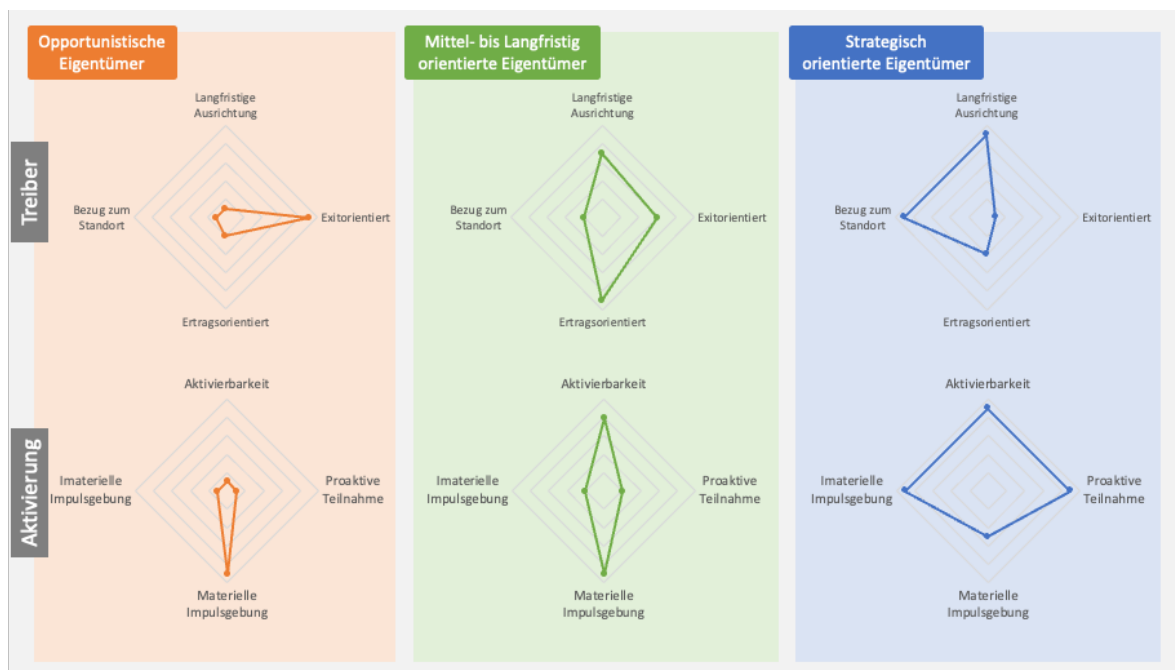 Opportunistische
Eigentümer
Mittel- bis Langfristig
orientierte Eigentümer
Strategisch
orientierte Eigentümer
Treiber
Langfristige
Ausrichtung
Bezug zum
Standort
Exitorientiert
Ertragsorientiert
Langfristige
Ausrichtung
Bezug zum
Standort
Exitorientiert
Ertragsorientiert
Langfristige
Ausrichtung
Bezug zum
Standort
Exitorientiert
Ertragsorientiert
Aktivierung
Aktivierbarkeit
Imaterielle
Impulsgebung
Proaktive
Teilnahme
Materielle
Impulsgebung
Aktivierbarkeit
Imaterielle
Impulsgebung
Proaktive
Teilnahme
Materielle
Impulsgebung
Aktivierbarkeit
Imaterielle
Impulsgebung
Proaktive
Teilnahme
Materielle
Impulsgebung